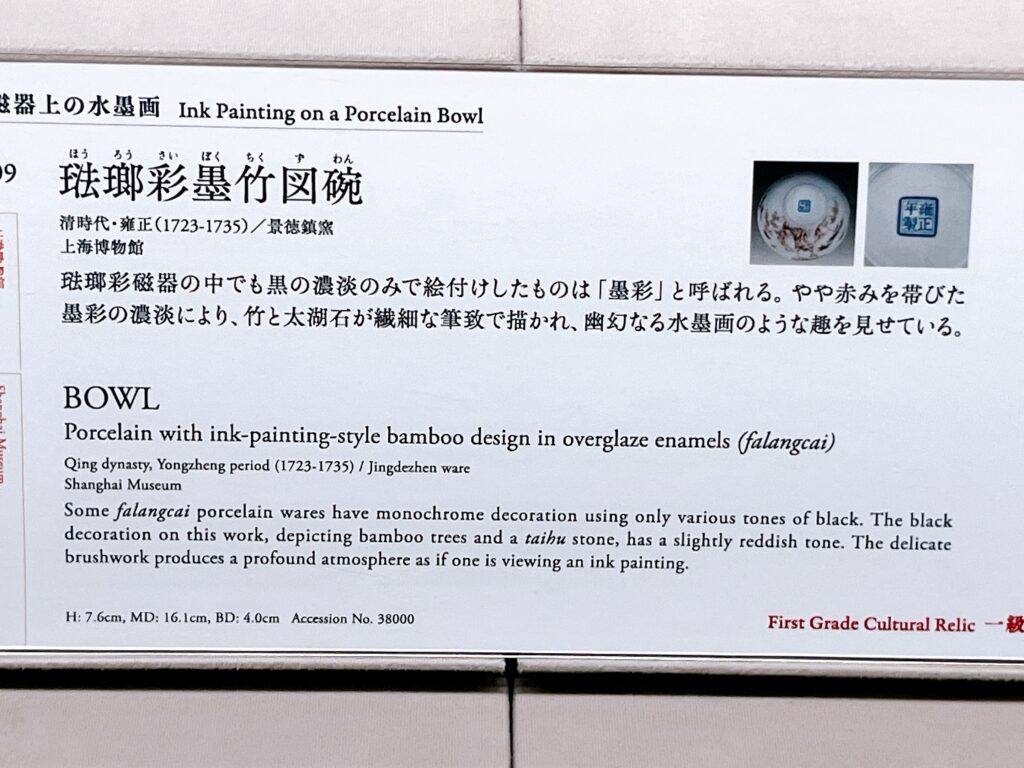 磁器上の水墨画 Ink Painting on a Porcelain Bowl
ほう ろう さい ぼく ちく ず わん
琺瑯彩墨竹図碗
清時代・雍正(1723-1735)／景徳鎮窯
上海博物館
琺瑯彩磁器の中でも黒の濃淡のみで絵付けしたものは「墨彩」と呼ばれる。やや赤みを帯びた
墨彩の濃淡により、竹と太湖石が繊細な筆致で描かれ、幽幻なる水墨画のような趣を見せている。
雍正
年製
BOWL
Porcelain with ink-painting-style bamboo design in overglaze enamels (falangcai)
Qing dynasty, Yongzheng period (1723-1735) / Jingdezhen ware
Shanghai Museum
Some falangcai porcelain wares have monochrome decoration using only various tones of black. The black
decoration on this work, depicting bamboo trees and a taihu stone, has a slightly reddish tone. The delicate
brushwork produces a profound atmosphere as if one is viewing an ink painting.
H: 7.6cm, MD: 16.1cm, BD: 4.0cm Accession No. 38000
First Grade Cultural Relic 一級
Shanghai Museum